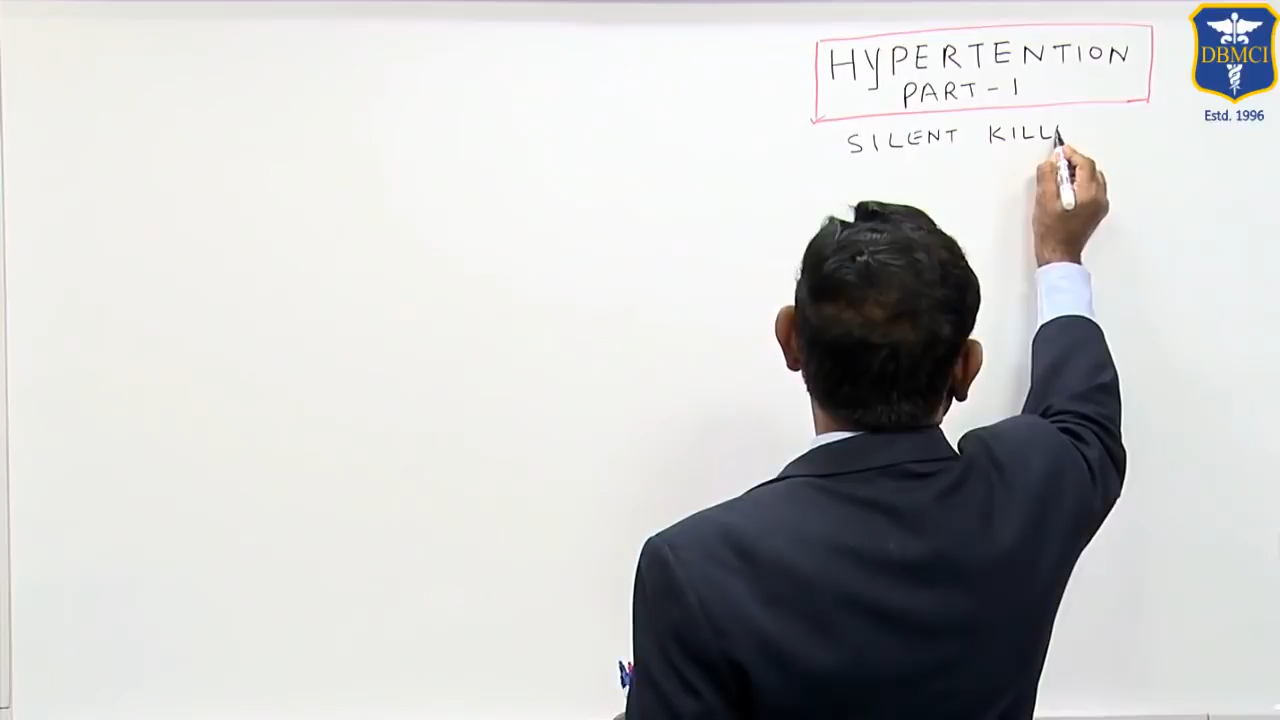 HYPERTENTION
PART-1
SILENT KILL
DBMCI
Estd. 1996